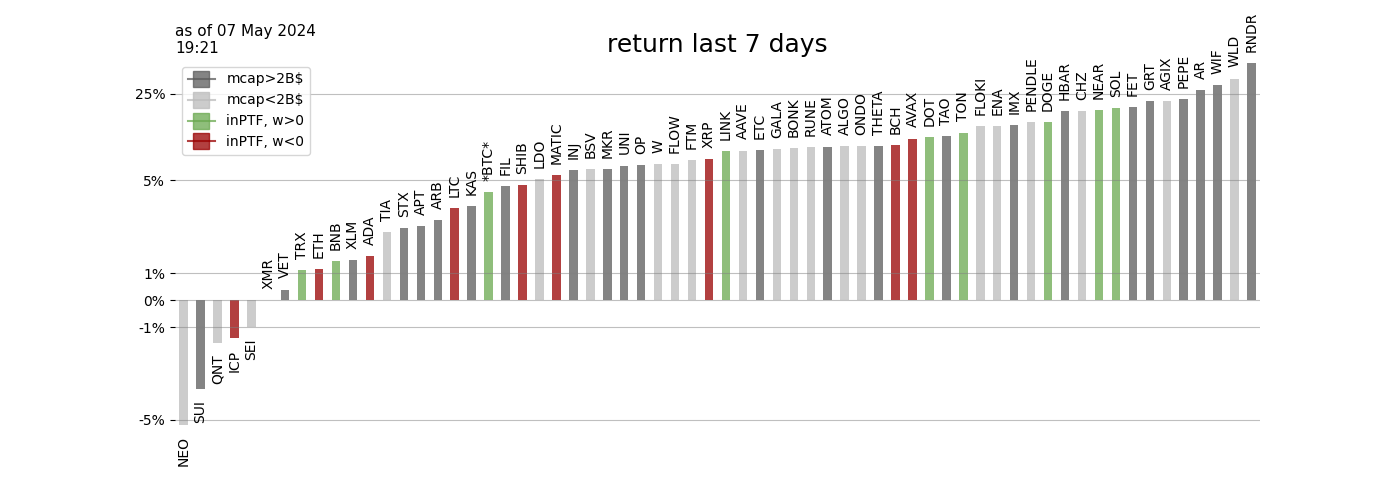 as of 07 May 2024
19:21
return last 7 days
mcap>2B$
mcap<2B$
inPTF, w>0
inPTF, w<0
25%
5%
1%
0%
-1%
-5%
NEO
SUI
QNT
ICP
SEI
XMR
VET
TRX
ETH
BNB
XLM
ADA
TIA
STX
APT
ARB
LTC
KAS
*BTC*
FIL
SHIB
LDO
MATIC
INJ
BSV
MKR
UNI
OP
W
FLOW
FTM
XRP
LINK
AAVE
ETC
GALA
BONK
RUNE
ATOM
ALGO
ONDO
THETA
BCH
AVAX
DOT
TAO
TON
FLOKI
ENA
IMX
PENDLE
DOGE
HBAR
CHZ
NEAR
SOL
FET
GRT
AGIX
PEPE
AR
WIF
WLD
RNDR